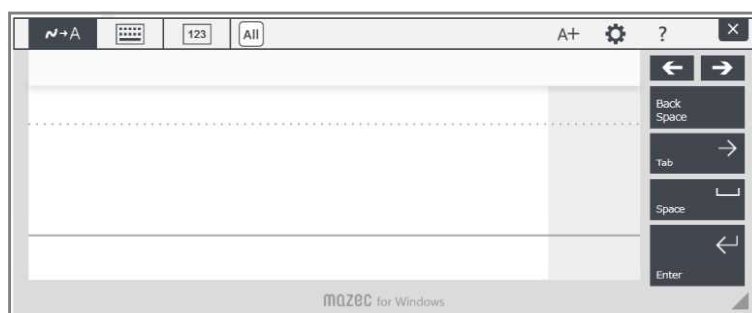 →A 123 All A+ ?
Back
Space
Tab
Space
Enter
mazec for Windows